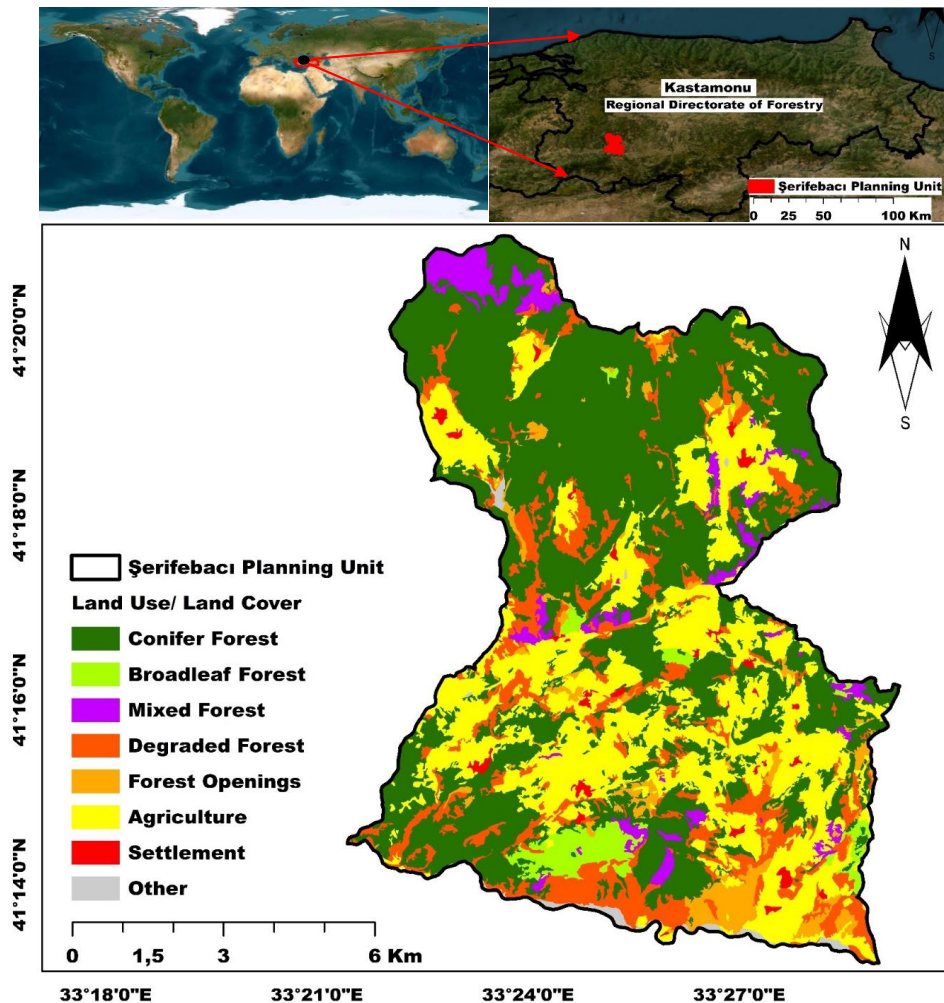 S
Kastamonu
Regional Directorate of Forestry
Şerifebacı Planning Unit
0 25 50 100 Km
N
S
41°20'0"N
41°18'0"N
41°16'0"N
41°14'0"N
Şerifebacı Planning Unit
Land Use/ Land Cover
Conifer Forest
Broadleaf Forest
Mixed Forest
Degraded Forest
Forest Openings
Agriculture
Settlement
Other
0 1,5 3 6 Km
33°18'0"E 33°21'0"E 33°24'0"E 33°27'0"E